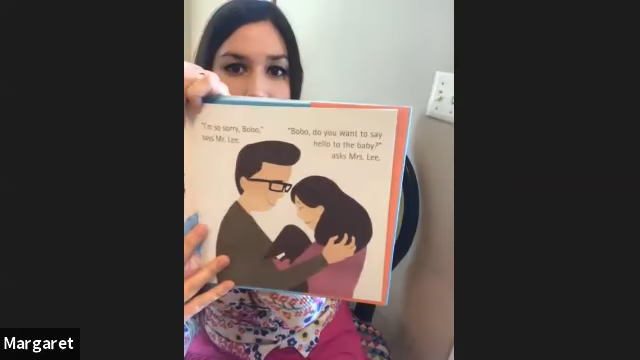 "I'm so sorry, Bobo,"
says Mr. Lee.
"Bobo, do you want to say
hello to the baby?"
asks Mrs. Lee.
Margaret